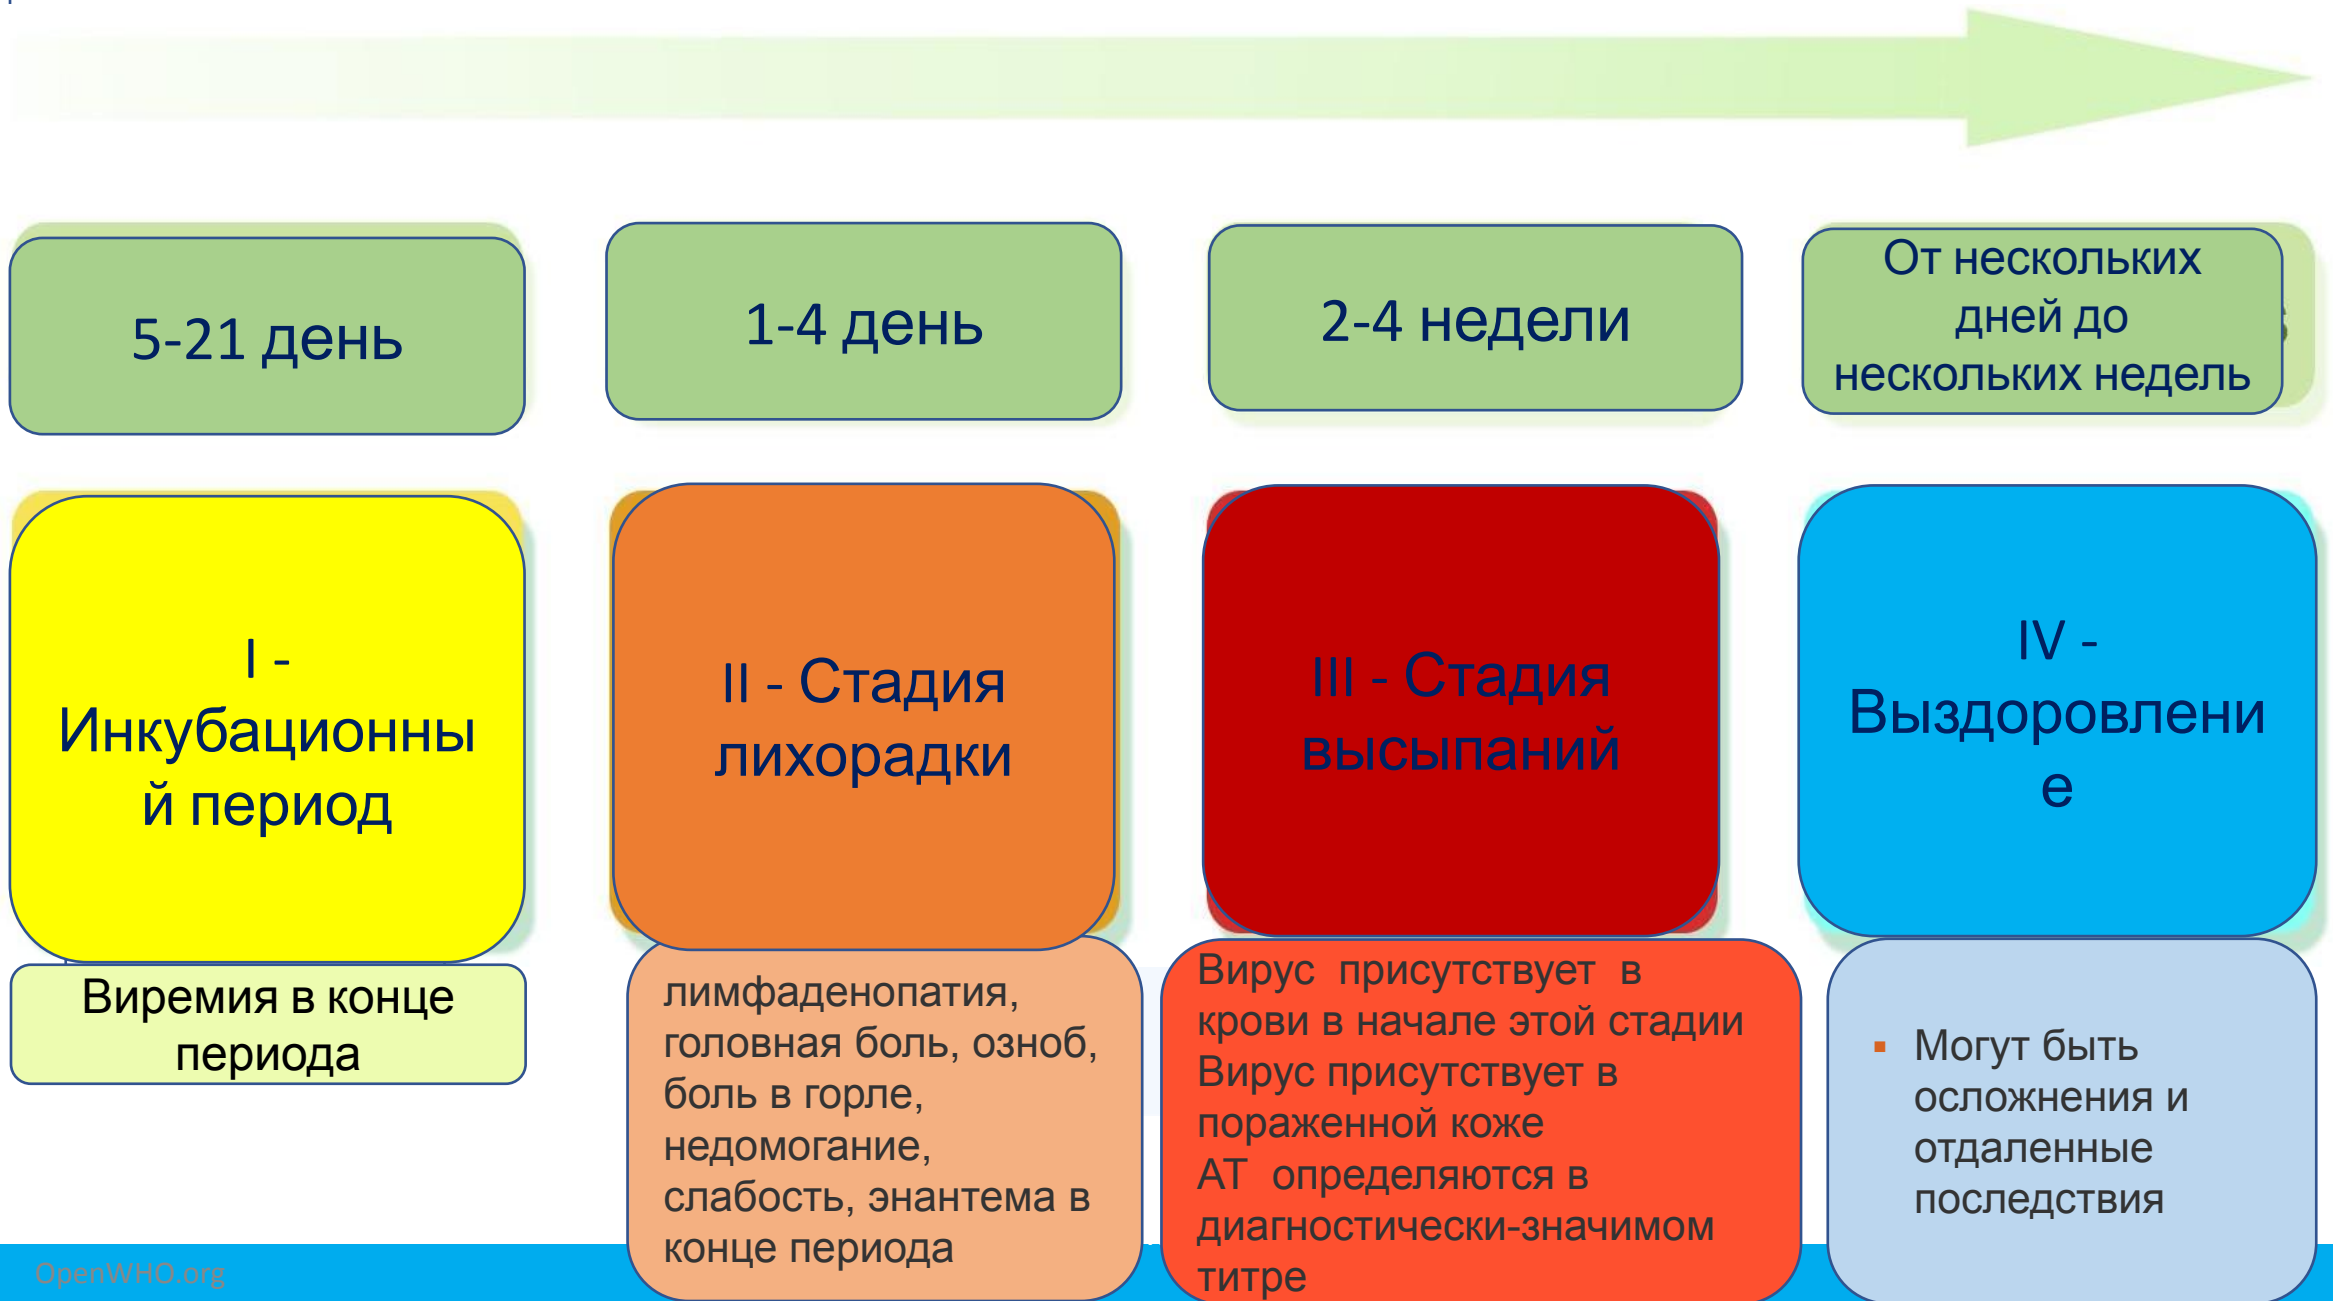 5-21 день
1-4 день
2-4 недели
От нескольких
дней до
нескольких недель
I -
Инкубационны
й период
II - Стадия
лихорадки
III - Стадия
высыпаний
IV -
Выздоровлени
е
Виремия в конце
периода
лимфаденопатия,
головная боль, озноб,
боль в горле,
недомогание,
слабость, энантема в
конце периода
Вирус присутствует в
крови в начале этой стадии
Вирус присутствует в
пораженной коже
АТ определяются в
диагностически-значимом
титре
▪ Могут быть
осложнения и
отдаленные
последствия
OpenWHO.org